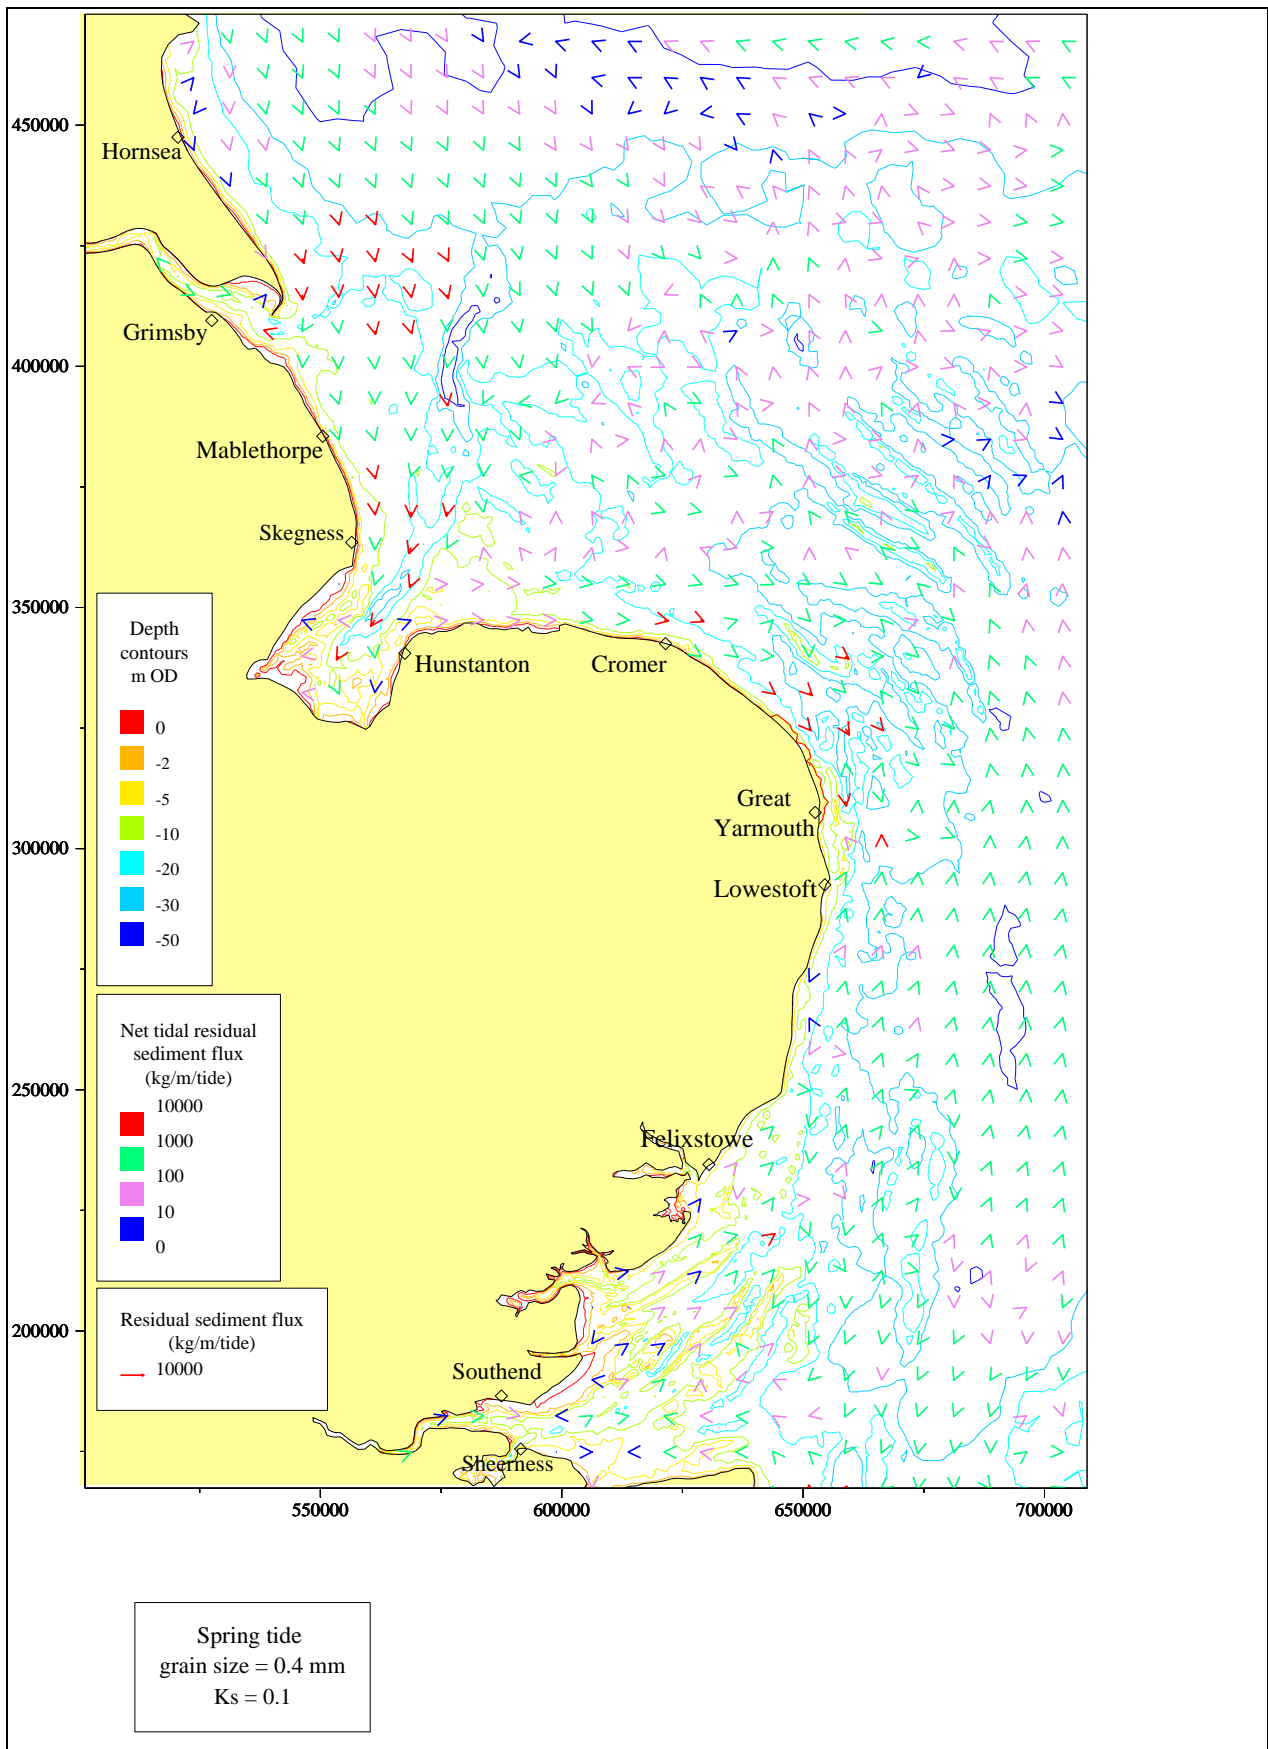 450000
Hornsea
Grimsby
400000
Mablethorpe
Skegness
350000
Hunstanton
Cromer
Depth
contours
m OD
0
-2
-5
-10
-20
-30
-50
Great
Yarmouth
300000
Lowestoft
Net tidal residual
sediment flux
(kg/m/tide)
10000
1000
100
10
0
250000
Felixstowe
Residual sediment flux
(kg/m/tide)
10000
200000
Southend
Sheerness
550000
600000
650000
700000
Spring tide
grain size = 0.4 mm
Ks = 0.1